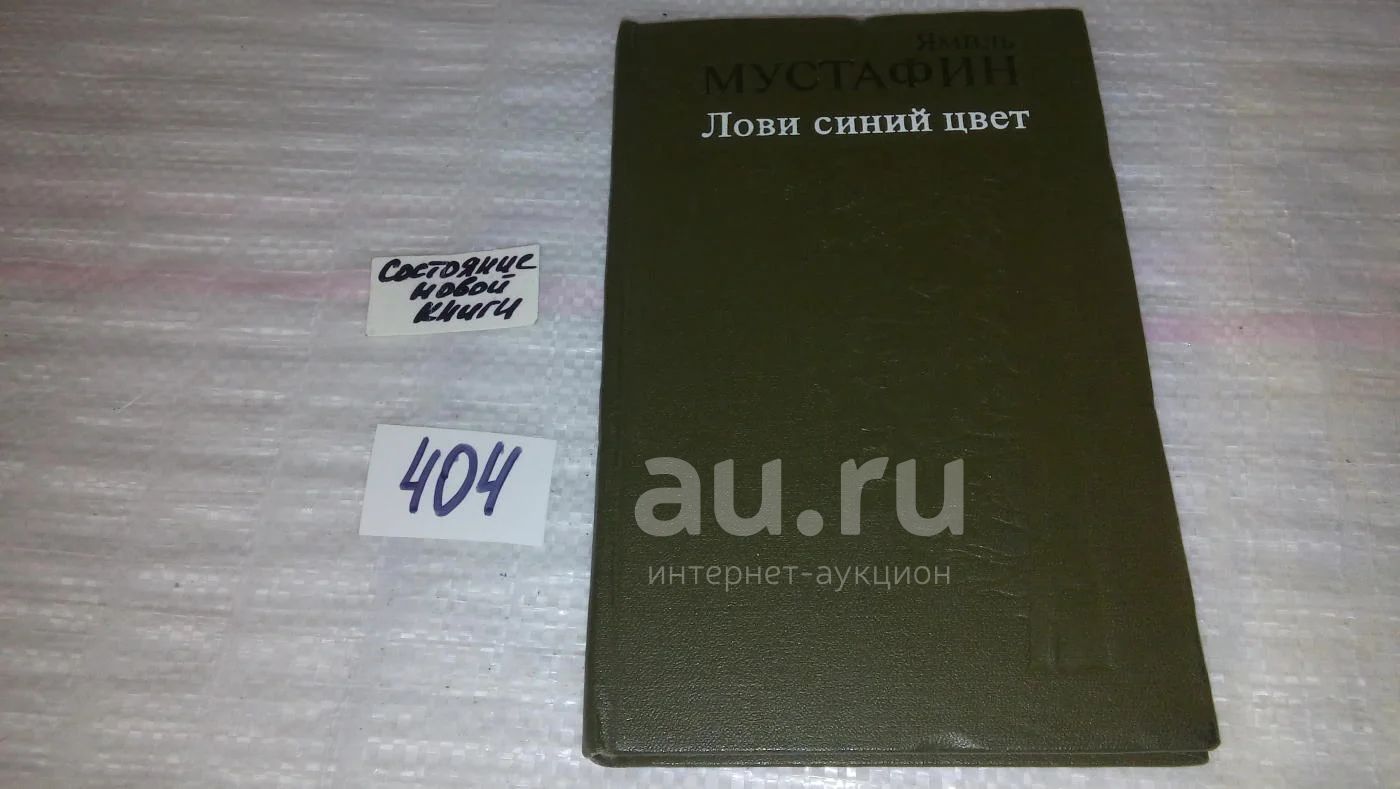 Ямиль
МУСТАФИН
Лови синий цвет
Состояние
новой
книги
404
au.ru
интернет-аукцион